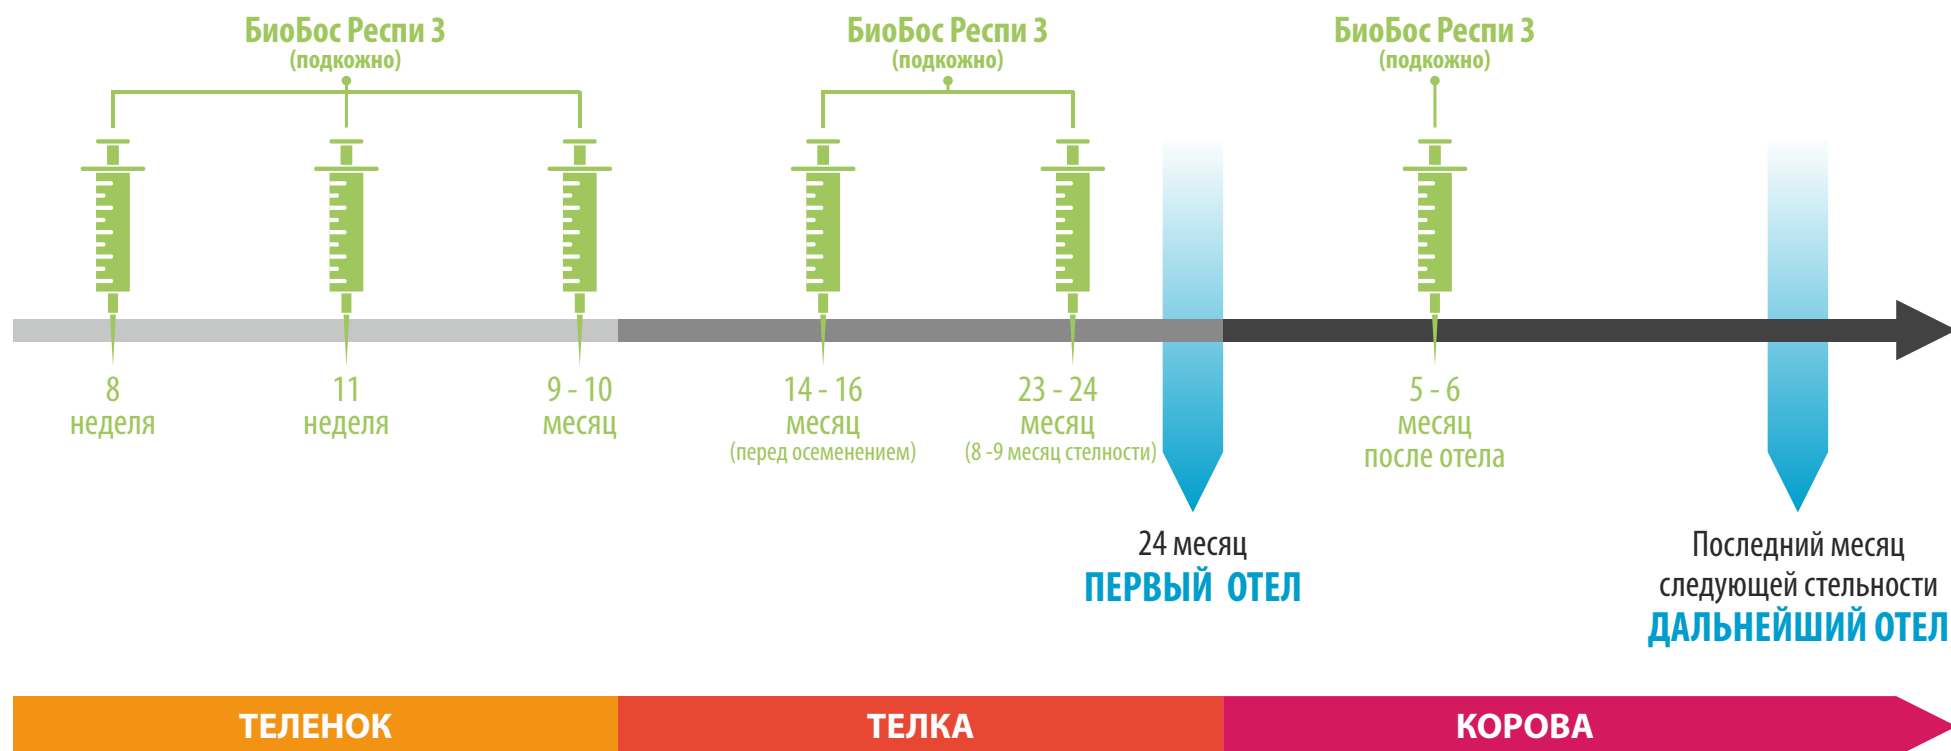 БиоБос Респи 3
(подкожно)
БиоБос Респи 3
(подкожно)
БиоБос Респи 3
(подкожно)
8
неделя
11
неделя
9 - 10
месяц
14 - 16
месяц
(перед осеменением)
23 - 24
месяц
(8 -9 месяц стелности)
5 - 6
месяц
после отела
24 месяц
ПЕРВЫЙ ОТЕЛ
Последний месяц
следующей стельности
ДАЛЬНЕЙШИЙ ОТЕЛ
ТЕЛЕНОК
ТЕЛКА
КОРОВА